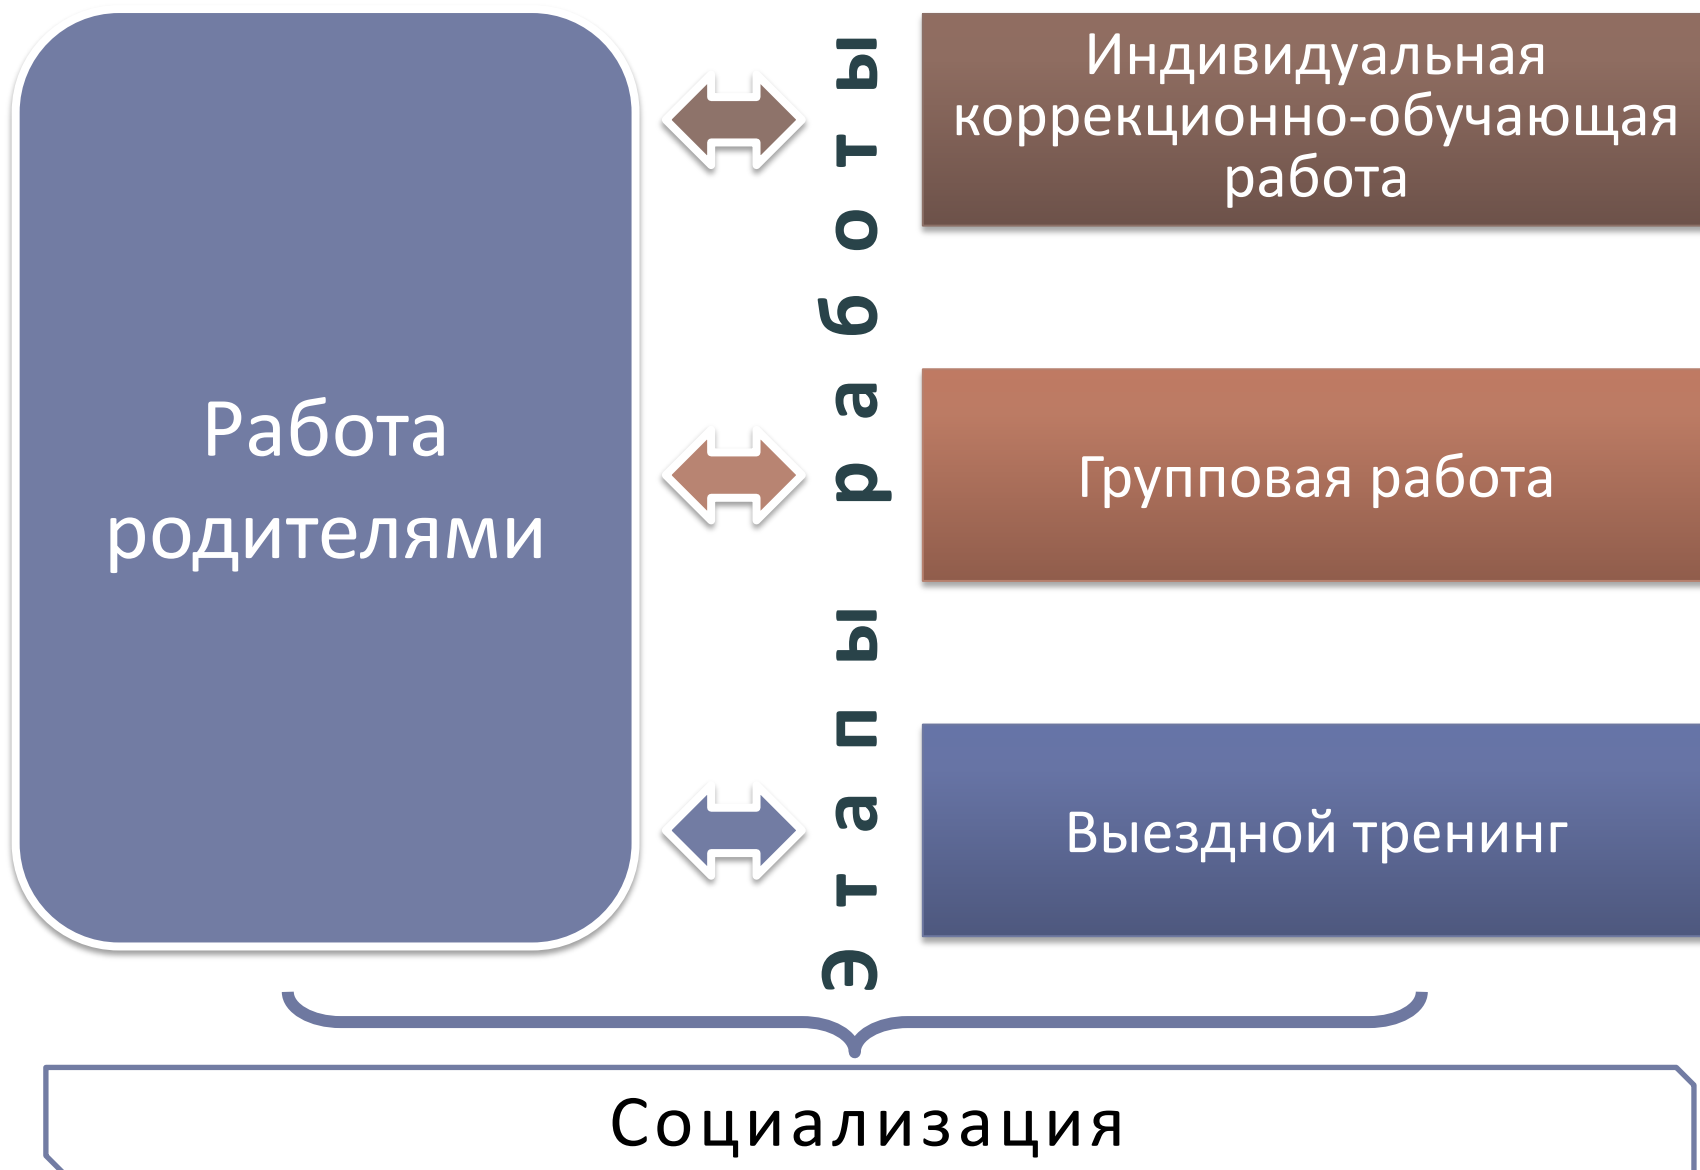 Работа
родителями
Этапы работы
Индивидуальная
коррекционно-обучающая
работа
Групповая работа
Выездной тренинг
Социализация